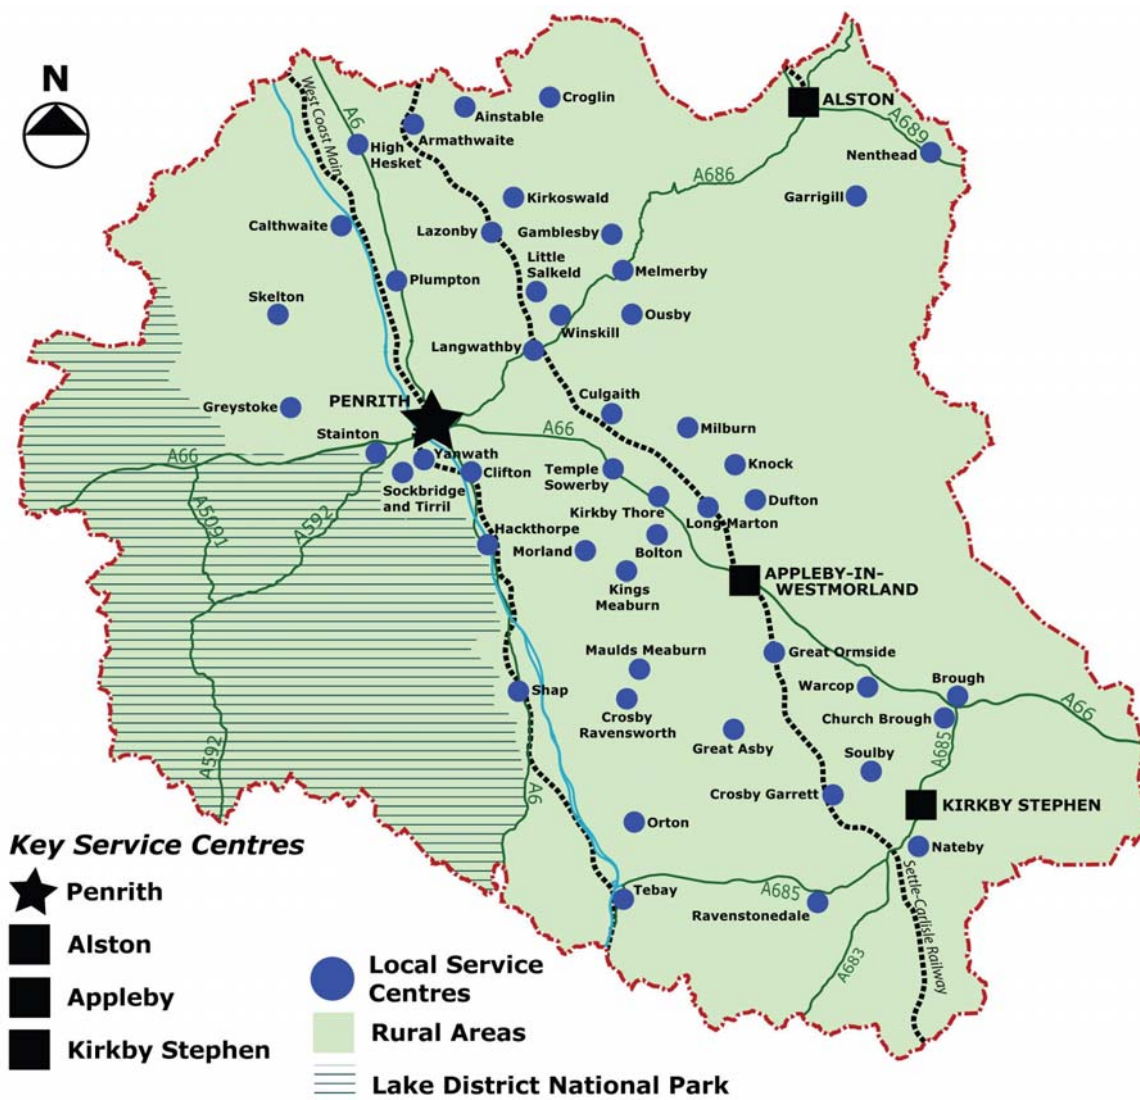 N
West Coast Main
A6
Croglin
Ainstable
Armathwaite
High
Hesket
ALSTON
A689
Nenthead
A686
Garrigill
Kirkoswald
Calthwaite
Lazonby
Gamblesby
Little
Salkeld
Melmerby
Plumpton
Skelton
Ousby
Winskill
Langwathby
Culgaith
PENRITH
Greystoke
Milburn
Stainton
A66
Yanwath
A66
Clifton
Temple
Sowerby
Knock
Sockbridge
and Tirril
Dufton
Kirkby Thore
Long Marton
A5091
A592
Hackthorpe
Morland
Bolton
APPLEBY-IN-
WESTMORLAND
Kings
Meaburn
Maulds Meaburn
Great Ormside
Warcop
Brough
Shap
Crosby
Ravensworth
Church Brough
A66
Great Asby
A685
Soulby
A592
A6
Crosby Garrett
KIRKBY STEPHEN
Orton
Nateby
Settle-Carlisle Railway
Tebay
A685
Ravenstonedale
A683
Key Service Centres
Penrith
Alston
Appleby
Kirkby Stephen
Local Service
Centres
Rural Areas
Lake District National Park